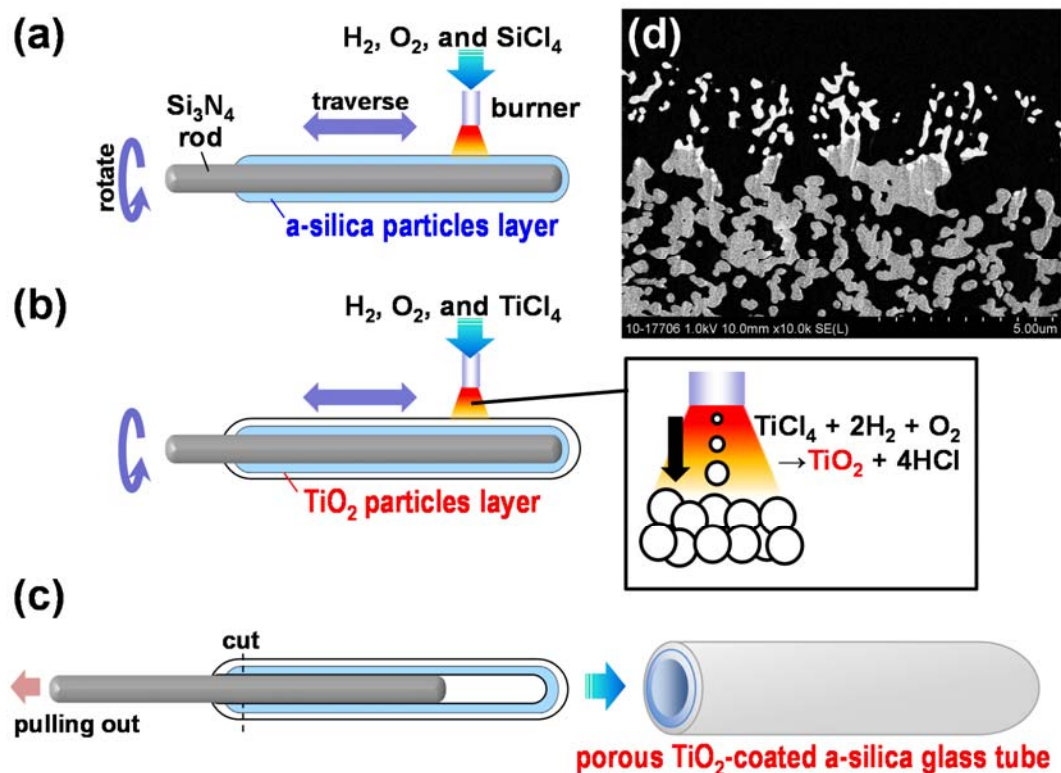 (a)
H₂, O₂, and SiCl₄
burner
traverse
Si₃N₄
rod
rotate
a-silica particles layer
(b)
H₂, O₂, and TiCl₄
TiO₂ particles layer
(d)
10-17706 1.0kV 10.0mm x10.0k SE(L)
5.00um
TiCl₄ + 2H₂ + O₂
→TiO₂ + 4HCl
(c)
cut
pulling out
porous TiO₂-coated a-silica glass tube